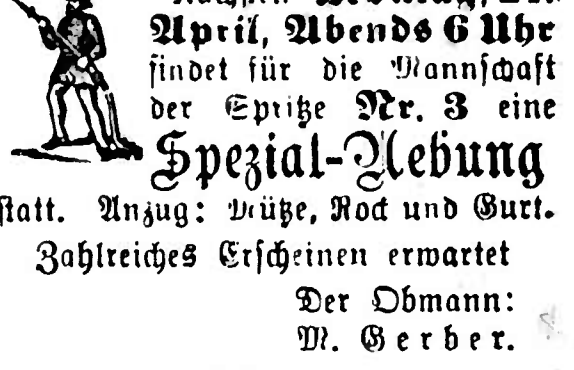 April, Abends 6 Uhr
findet für die Mannschaft
der Spritze Nr. 3 eine
Spezial-Uebung
statt. Anzug: Mütze, Rock und Gurt.
Zahlreiches Erscheinen erwartet
Der Obmann:
M. Gerber.